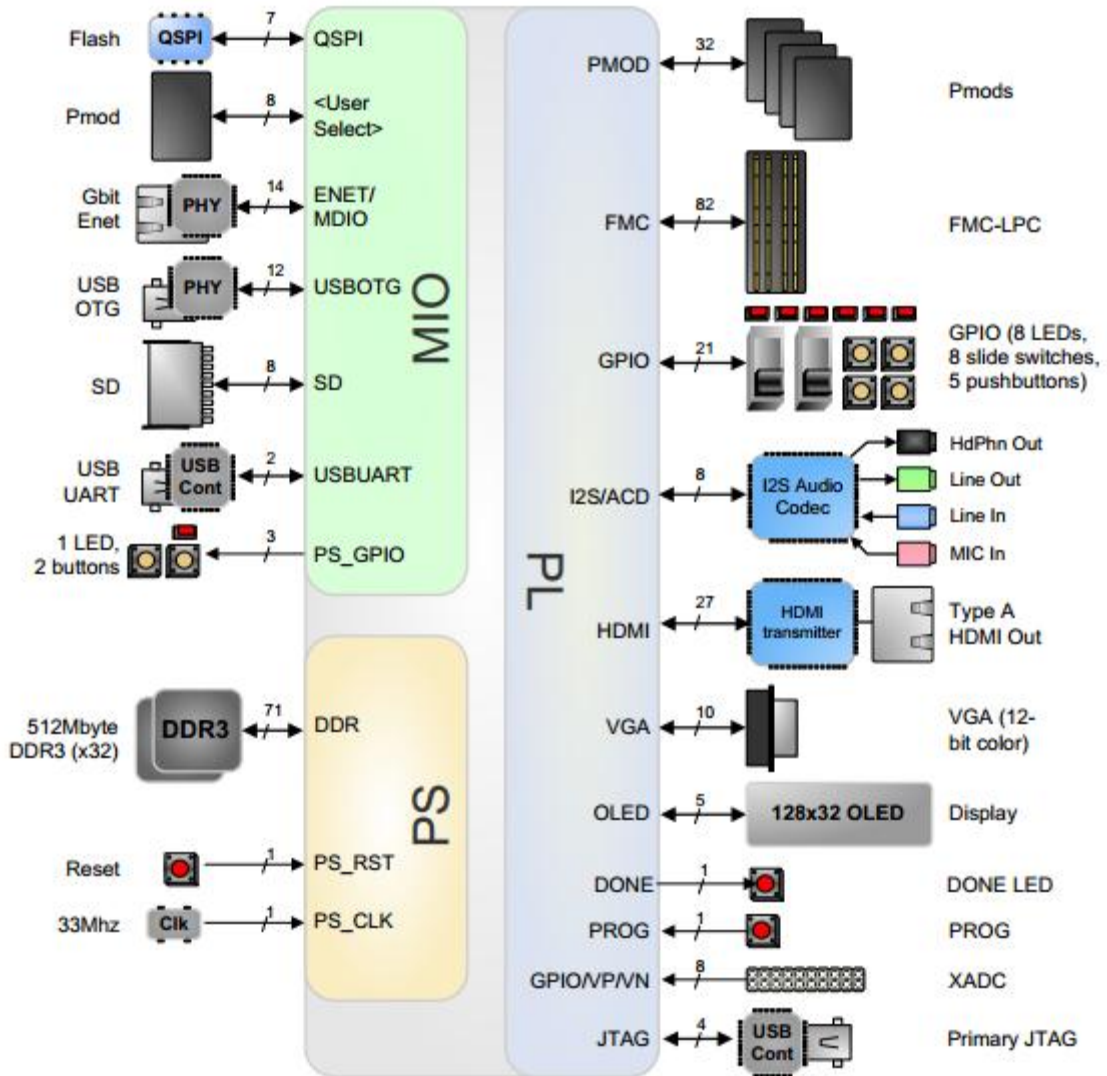 Flash
QSPI
7
QSPI
Pmod
8
<User
Select>
Gbit
Enet
PHY
14
ENET/
MDIO
USB
OTG
PHY
12
USBOTG
SD
8
SD
USB
UART
USB
Cont
2
USBUART
1 LED,
2 buttons
3
PS_GPIO
MIO
512Mbyte
DDR3 (x32)
DDR3
71
DDR
Reset
1
PS_RST
33Mhz
Clk
1
PS_CLK
PS
PL
PMOD
32
Pmods
FMC
82
FMC-LPC
GPIO
21
GPIO (8 LEDs,
8 slide switches,
5 pushbuttons)
I2S/ACD
8
I2S Audio
Codec
HdPhn Out
Line Out
Line In
MIC In
HDMI
27
HDMI
transmitter
Type A
HDMI Out
VGA
10
VGA (12-
bit color)
OLED
5
128x32 OLED
Display
DONE
1
DONE LED
PROG
1
PROG
GPIO/VP/VN
8
XADC
JTAG
4
USB
Cont
Primary JTAG